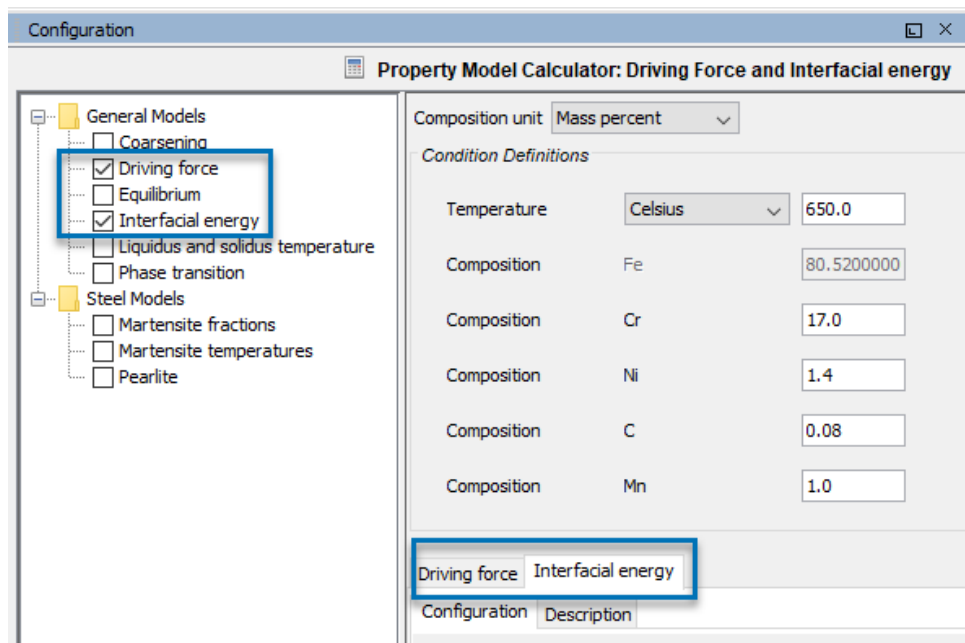 Configuration
Property Model Calculator: Driving Force and Interfacial energy
General Models
Coarsening
Driving force
Equilibrium
Interfacial energy
Liquidus and solidus temperature
Phase transition
Steel Models
Martensite fractions
Martensite temperatures
Pearlite
Composition unit Mass percent
Condition Definitions
Temperature Celsius 650.0
Composition Fe 80.5200000
Composition Cr 17.0
Composition Ni 1.4
Composition C 0.08
Composition Mn 1.0
Driving force Interfacial energy
Configuration Description